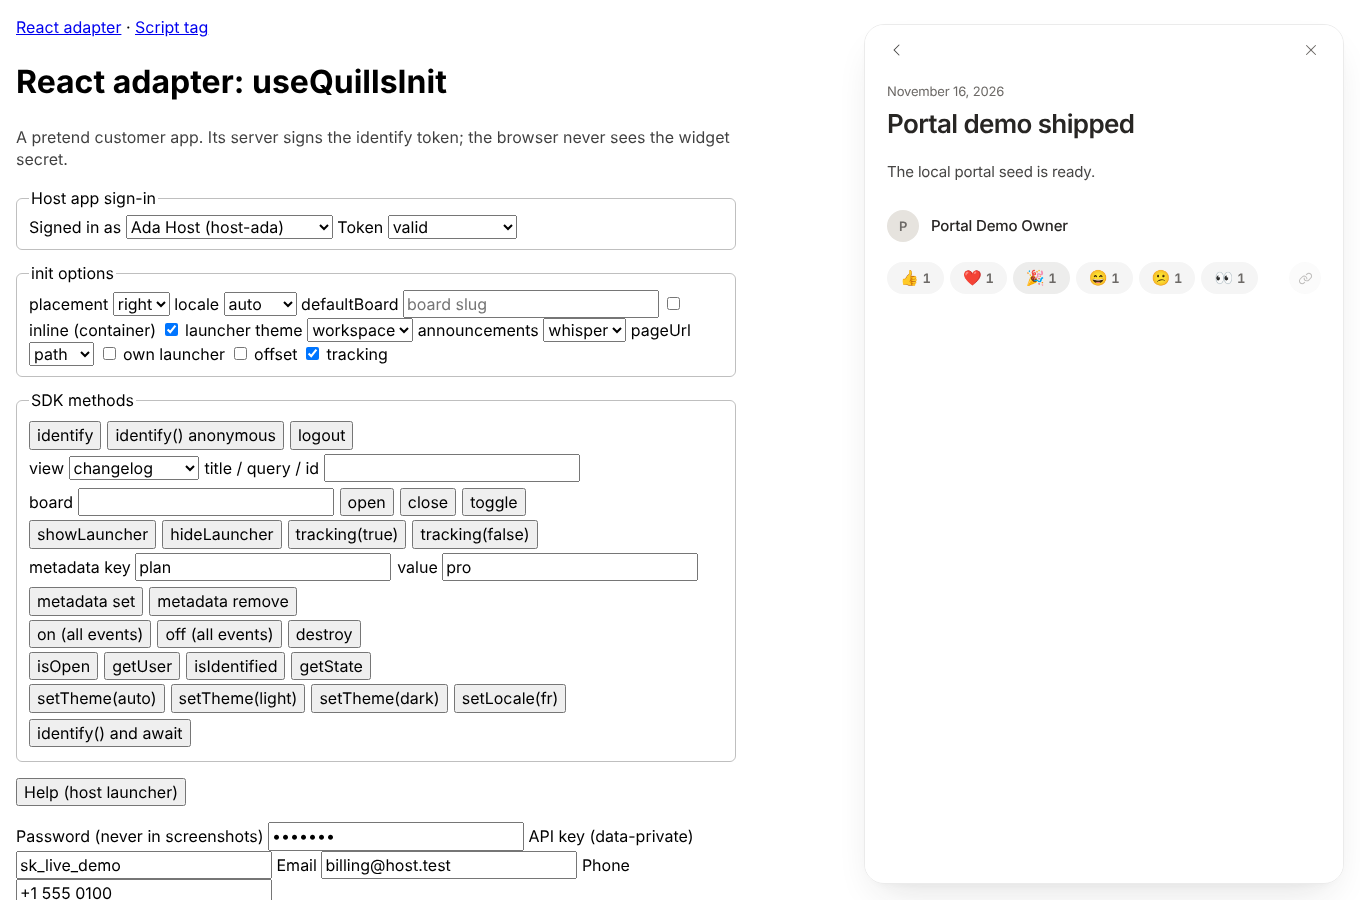 React adapter · Script tag
React adapter: useQuillsInit
A pretend customer app. Its server signs the identify token; the browser never sees the widget
secret.
Host app sign-in
Signed in as Ada Host (host-ada) Token valid
init options
placement right locale auto defaultBoard board slug
inline (container) launcher theme workspace announcements whisper pageUrl
path own launcher offset tracking
SDK methods
identify identify() anonymous logout
view changelog title / query / id
board open close toggle
showLauncher hideLauncher tracking(true) tracking(false)
metadata key plan value pro
metadata set metadata remove
on (all events) off (all events) destroy
isOpen getUser isIdentified getState
setTheme(auto) setTheme(light) setTheme(dark) setLocale(fr)
identify() and await
Help (host launcher)
Password (never in screenshots) ••••••• API key (data-private)
sk_live_demo Email billing@host.test Phone
+1 555 0100
November 16, 2026
Portal demo shipped
The local portal seed is ready.
P Portal Demo Owner
👍 1 ❤️ 1 🎉 1 😄 1 😕 1 👀 1